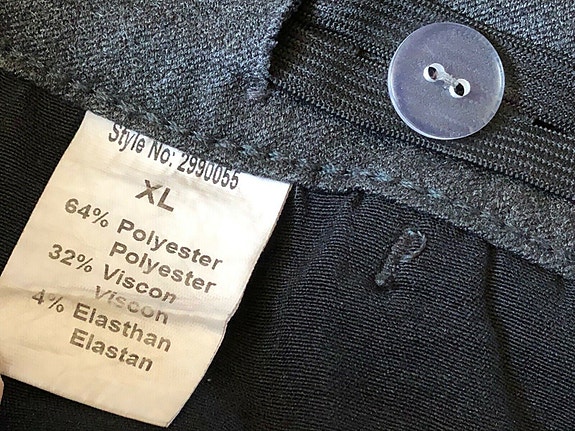 Style No: 2990055
XL
64% Polyester
Polyester
32% Viscon
Viscon
4% Elasthan
Elastan